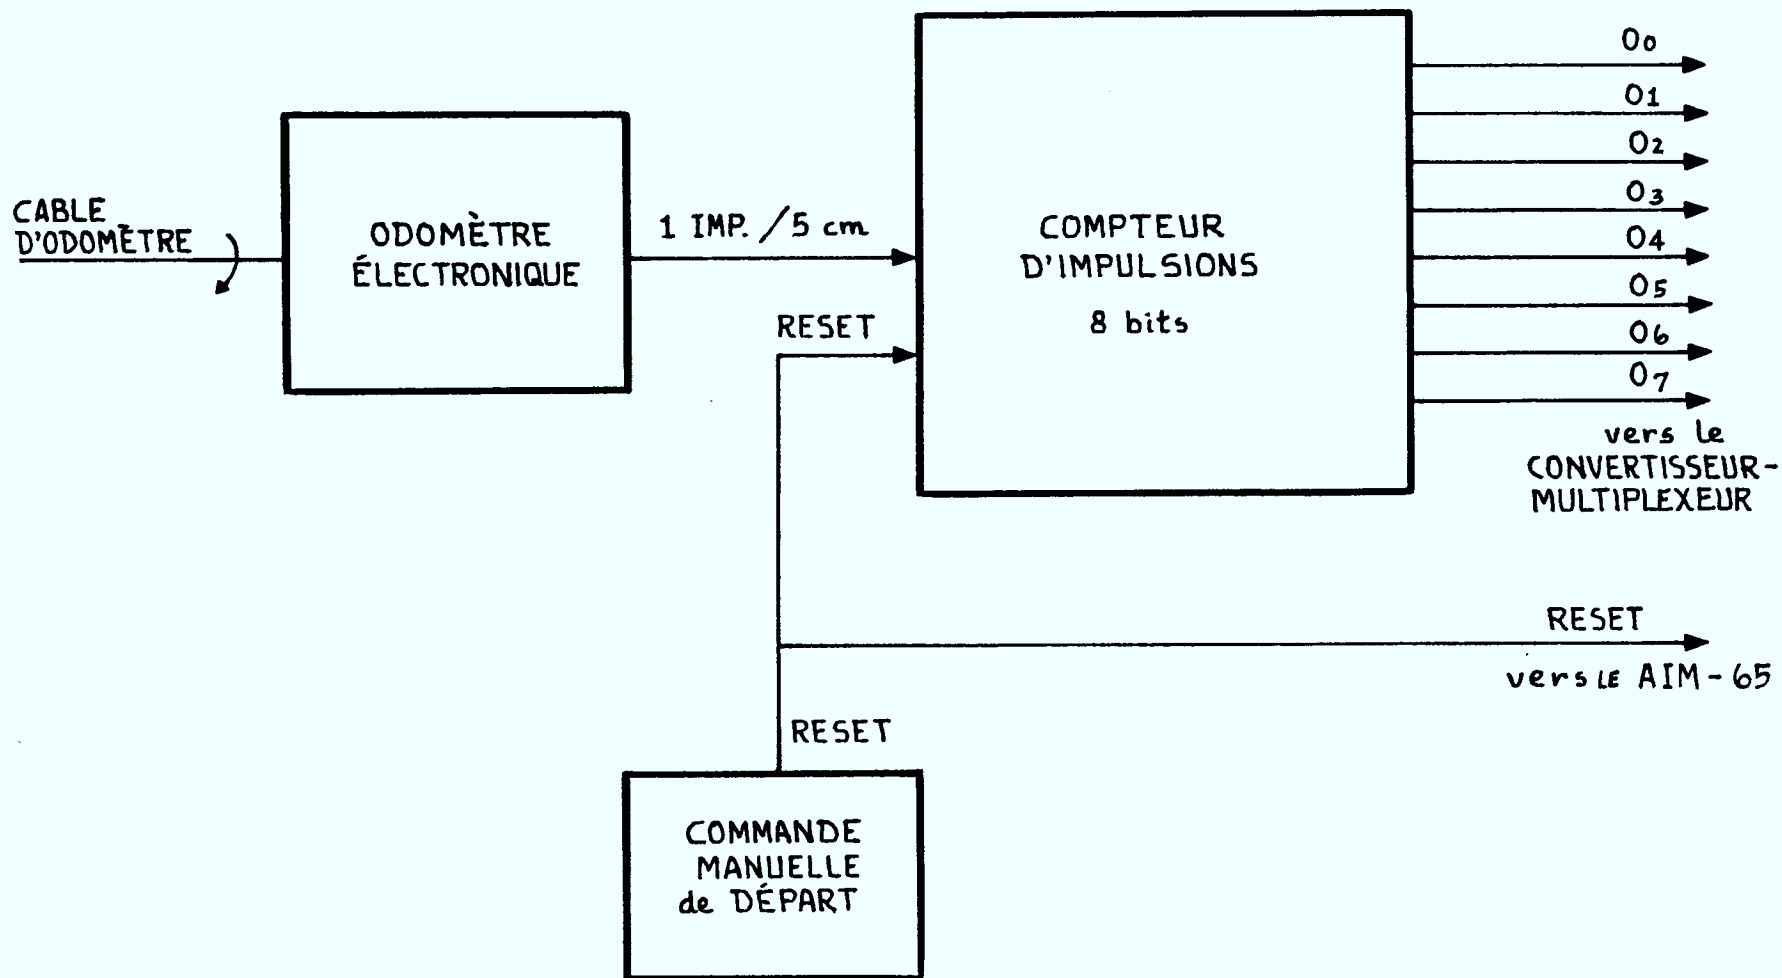 CABLE
D'ODOMÈTRE
ODOMÈTRE
ÉLECTRONIQUE
1 IMP. /5 cm
RESET
COMPTEUR
D'IMPULSIONS
8 bits
O0
O1
O2
O3
O4
O5
O6
O7
vers le
CONVERTISSEUR-
MULTIPLEXEUR
RESET
vers LE AIM-65
RESET
COMMANDE
MANUELLE
de DÉPART